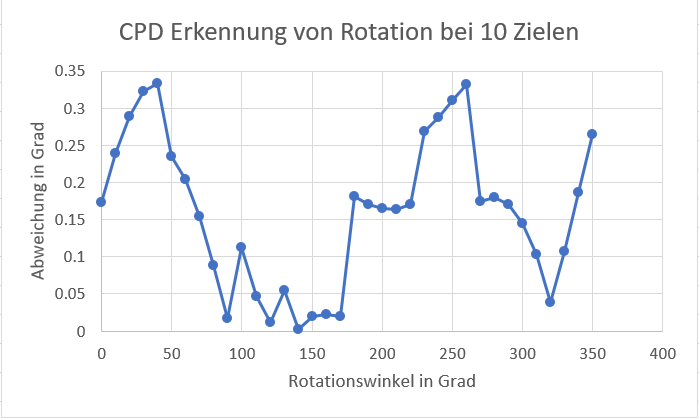 CPD Erkennung von Rotation bei 10 Zielen
Abweichung in Grad
0.35
0.3
0.25
0.2
0.15
0.1
0.05
0
0 50 100 150 200 250 300 350 400
Rotationswinkel in Grad